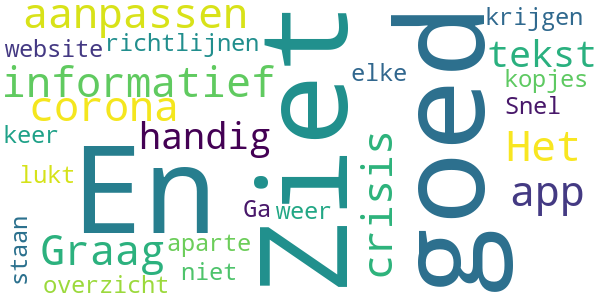 aanpassen
krijgen
website
richtlijnen
tekst
informatief
elke
kopjes
corona
Snel
keer
handig
Ziet
goed
Het
En
crisis
lukt
app
Ga
weer
Graag
aparte
staan
niet
overzicht